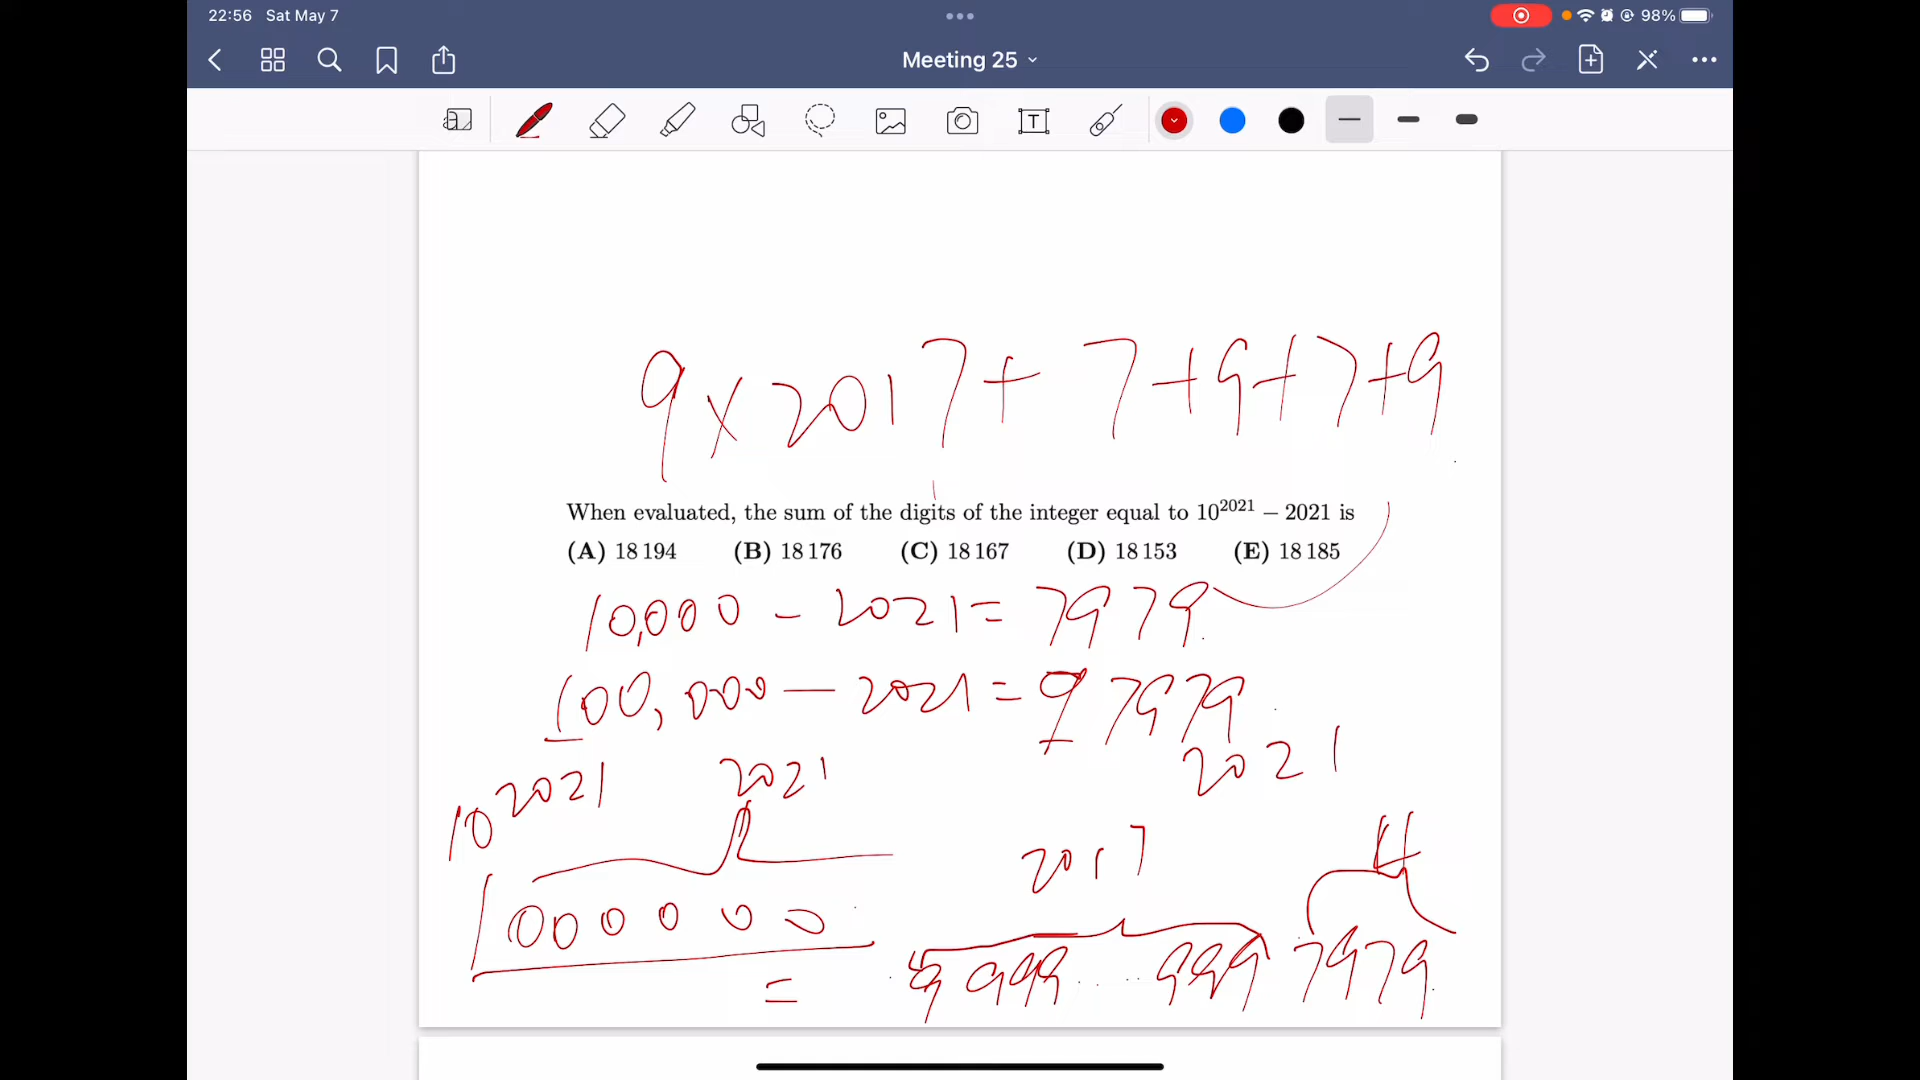 22:56 Sat May 7
98%
Meeting 25
a
T
9 x 2017 + 7 + 9 + 7 + 9
When evaluated, the sum of the digits of the integer equal to 10^2021 − 2021 is
(A) 18 194 (B) 18 176 (C) 18 167 (D) 18 153 (E) 18 185
10,000 - 2021 = 7979
100,000 - 2021 = 97979
10^2021 2021 2021
2017 4
1000000
= 9999....9997979